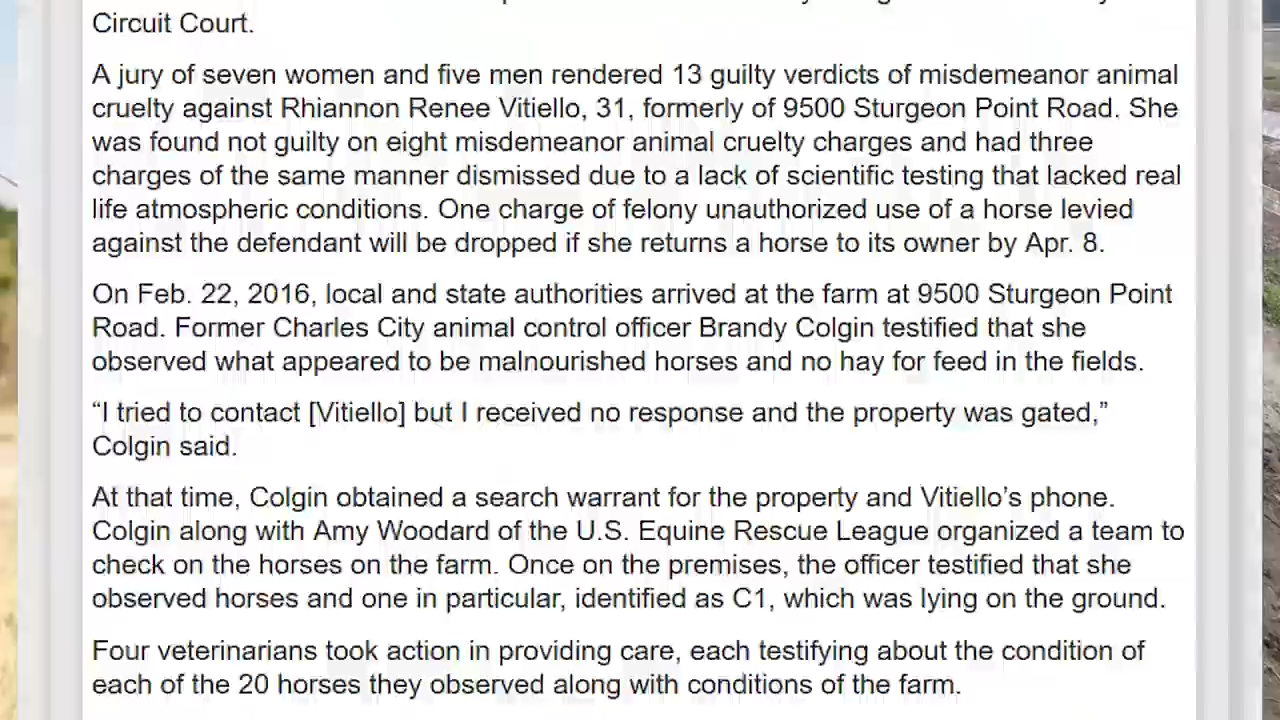 Circuit Court.
A jury of seven women and five men rendered 13 guilty verdicts of misdemeanor animal
cruelty against Rhiannon Renee Vitiello, 31, formerly of 9500 Sturgeon Point Road. She
was found not guilty on eight misdemeanor animal cruelty charges and had three
charges of the same manner dismissed due to a lack of scientific testing that lacked real
life atmospheric conditions. One charge of felony unauthorized use of a horse levied
against the defendant will be dropped if she returns a horse to its owner by Apr. 8.
On Feb. 22, 2016, local and state authorities arrived at the farm at 9500 Sturgeon Point
Road. Former Charles City animal control officer Brandy Colgin testified that she
observed what appeared to be malnourished horses and no hay for feed in the fields.
“I tried to contact [Vitiello] but I received no response and the property was gated,”
Colgin said.
At that time, Colgin obtained a search warrant for the property and Vitiello’s phone.
Colgin along with Amy Woodard of the U.S. Equine Rescue League organized a team to
check on the horses on the farm. Once on the premises, the officer testified that she
observed horses and one in particular, identified as C1, which was lying on the ground.
Four veterinarians took action in providing care, each testifying about the condition of
each of the 20 horses they observed along with conditions of the farm.